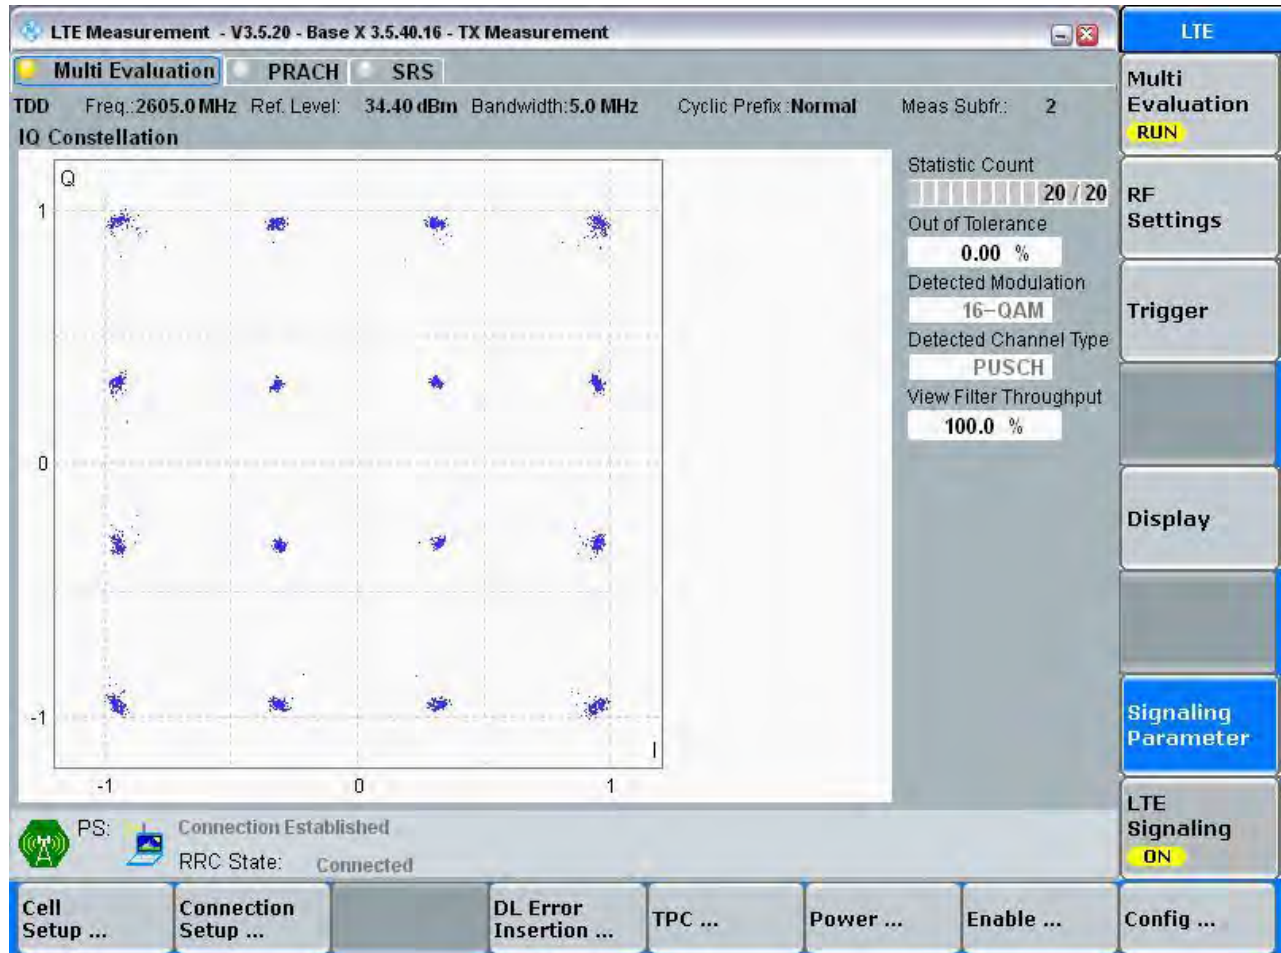 LTE Measurement - V3.5.20 - Base X 3.5.40.16 - TX Measurement
LTE
Multi Evaluation PRACH SRS
TDD Freq.:2605.0 MHz Ref. Level: 34.40 dBm Bandwidth:5.0 MHz Cyclic Prefix :Normal Meas Subfr.: 2
IQ Constellation
Q
1
0
-1
-1 0 1
I
Statistic Count
20 / 20
Out of Tolerance
0.00 %
Detected Modulation
16-QAM
Detected Channel Type
PUSCH
View Filter Throughput
100.0 %
Multi
Evaluation
RUN
RF
Settings
Trigger
Display
Signaling
Parameter
LTE
Signaling
ON
PS: Connection Established
RRC State: Connected
Cell
Setup ...
Connection
Setup ...
DL Error
Insertion ...
TPC ...
Power ...
Enable ...
Config ...